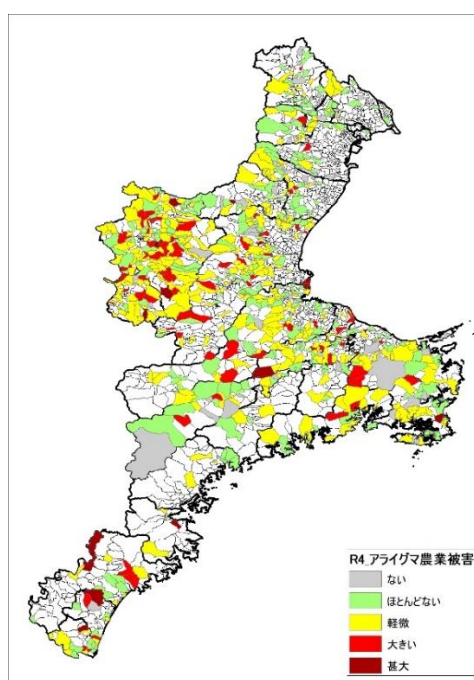 R4_アライグマ農業被害
ない
ほとんどない
軽微
大きい
甚大